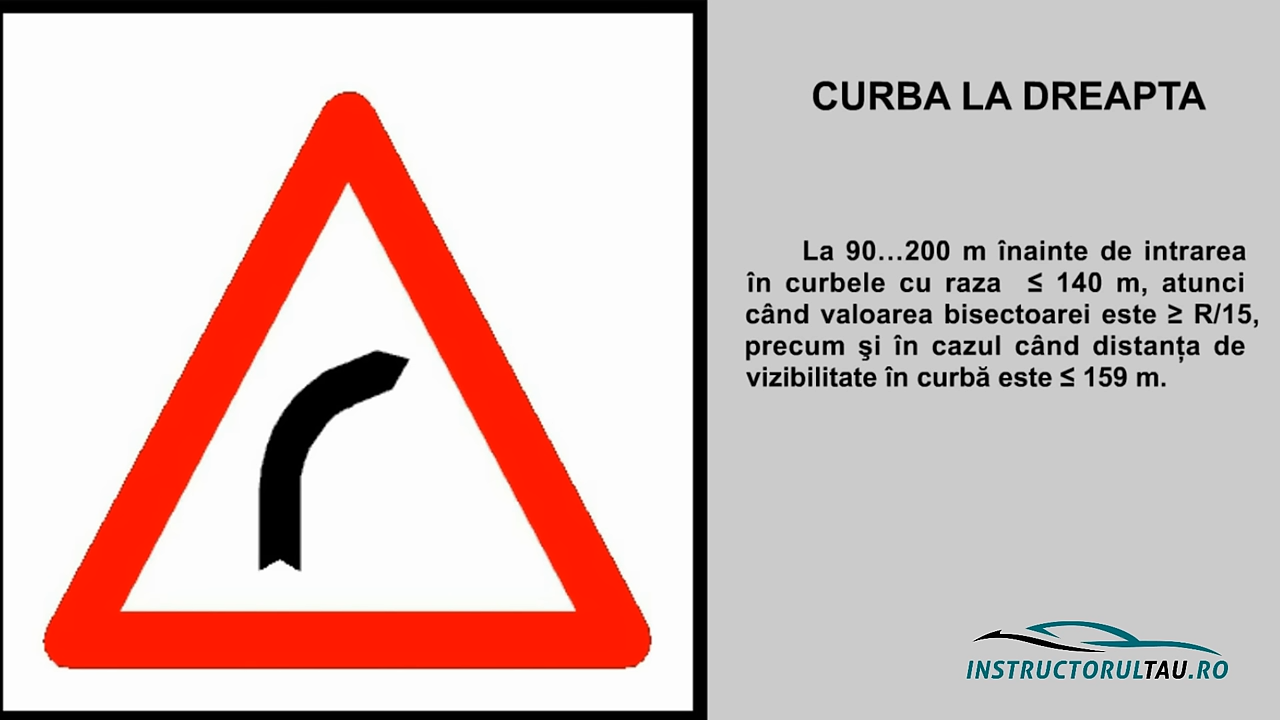 CURBA LA DREAPTA
La 90...200 m înainte de intrarea
în curbele cu raza ≤ 140 m, atunci
când valoarea bisectoarei este ≥ R/15,
precum şi în cazul când distanța de
vizibilitate în curbă este ≤ 159 m.
INSTRUCTORULTAU.RO